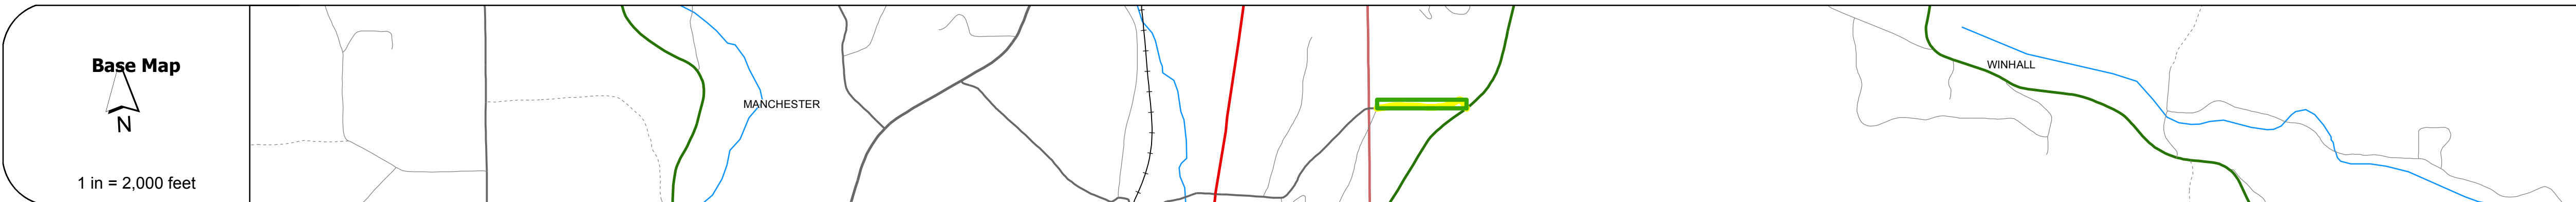 Base Map
N
1 in = 2,000 feet
MANCHESTER
WINHALL